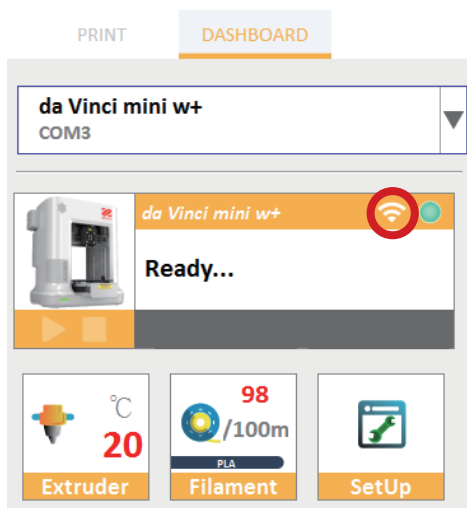 PRINT DASHBOARD
da Vinci mini w+
COM3
da Vinci mini w+
Ready...
℃
20
Extruder
98
/100m
PLA
Filament
SetUp